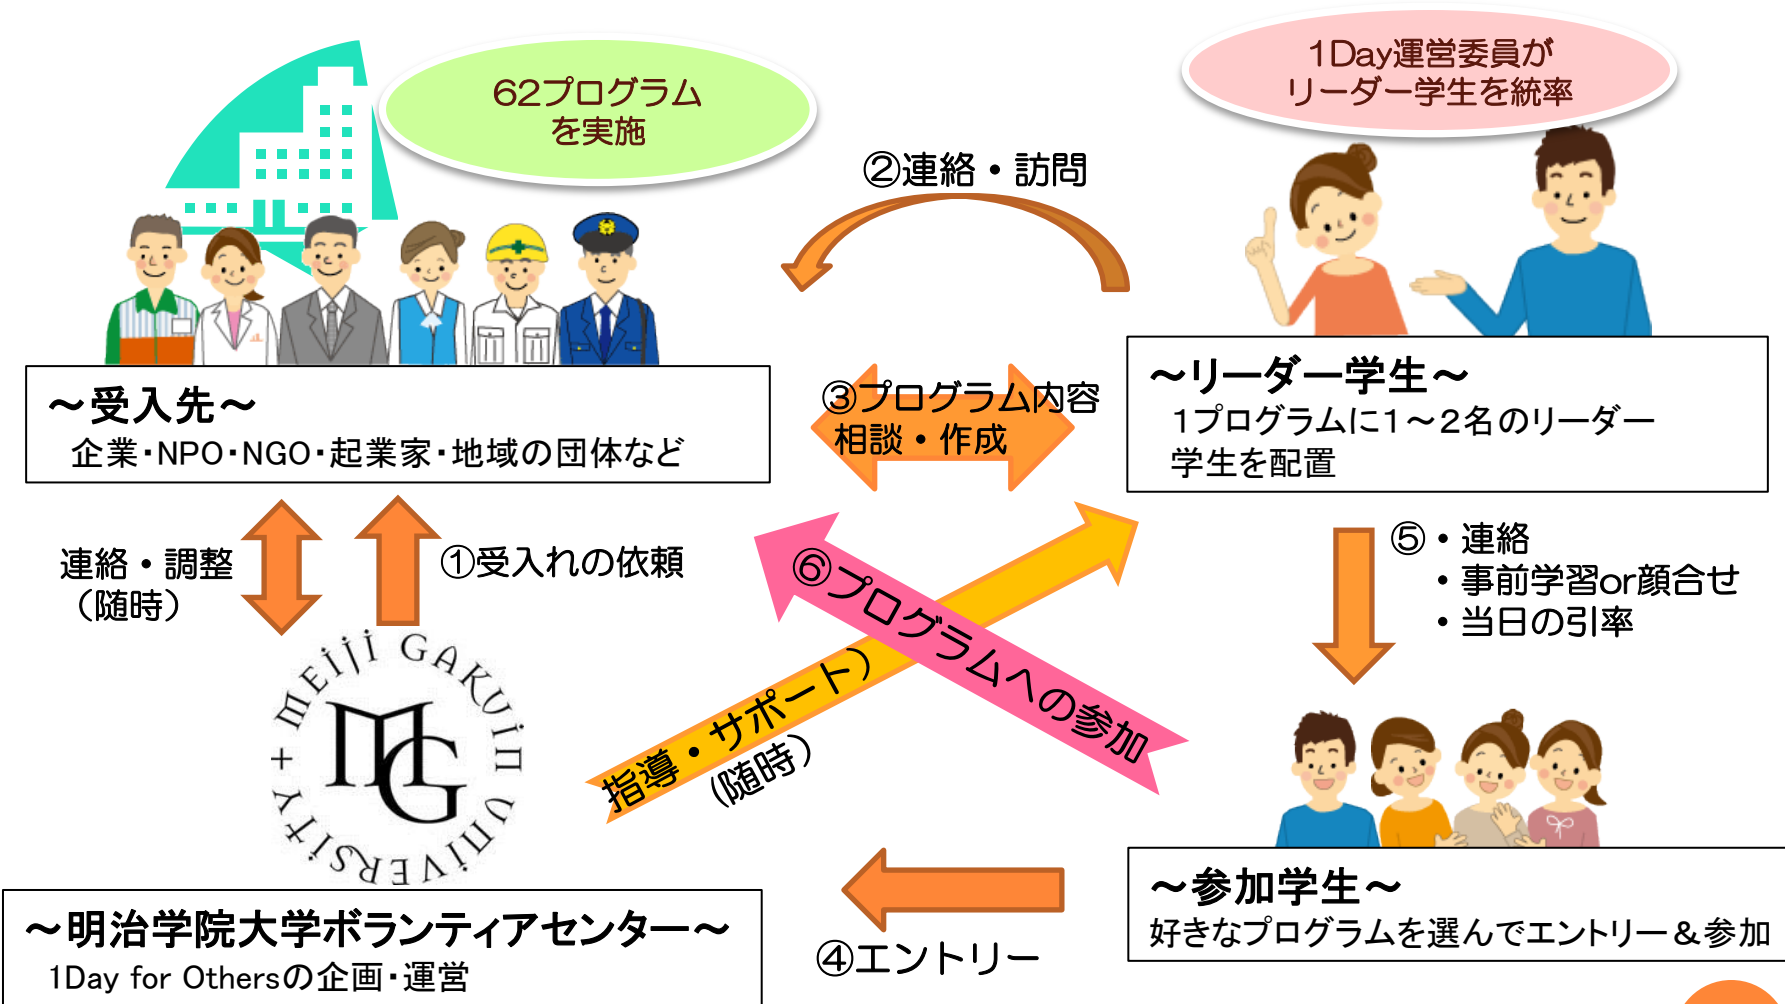 62プログラム
を実施
1Day運営委員が
リーダー学生を統率
②連絡・訪問
～受入先～
企業・NPO・NGO・起業家・地域の団体など
③プログラム内容
相談・作成
～リーダー学生～
1プログラムに1～2名のリーダー
学生を配置
連絡・調整
（随時）
①受入れの依頼
⑥プログラムへの参加
指導・サポート）
(随時）
⑤・連絡
・事前学習or顔合せ
・当日の引率
MEIJI GAKUIN UNIVERSITY +
MG
～明治学院大学ボランティアセンター～
1Day for Othersの企画・運営
④エントリー
～参加学生～
好きなプログラムを選んでエントリー＆参加